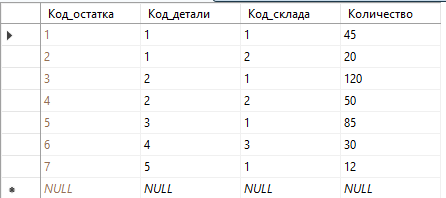 Код_остатка Код_детали Код_склада Количество
1 1 1 45
2 1 2 20
3 2 1 120
4 2 2 50
5 3 1 85
6 4 3 30
7 5 1 12
NULL NULL NULL NULL